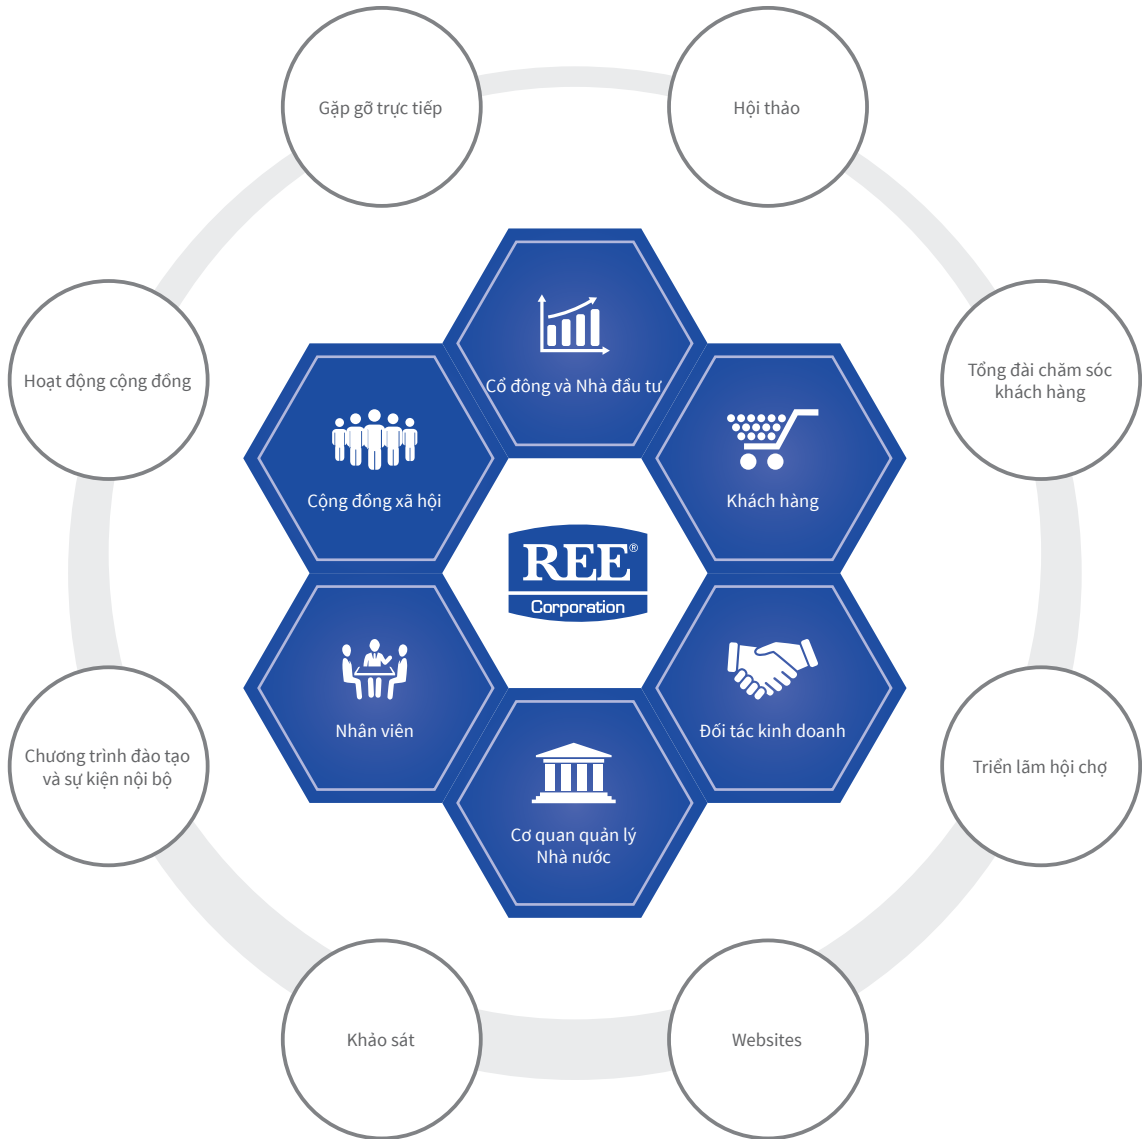 Gặp gỡ trực tiếp
Hội thảo
Hoạt động cộng đồng
Tổng đài chăm sóc
khách hàng
Cổ đông và Nhà đầu tư
Cộng đồng xã hội
Khách hàng
REE®
Corporation
Nhân viên
Đối tác kinh doanh
Chương trình đào tạo
và sự kiện nội bộ
Triển lãm hội chợ
Cơ quan quản lý
Nhà nước
Khảo sát
Websites